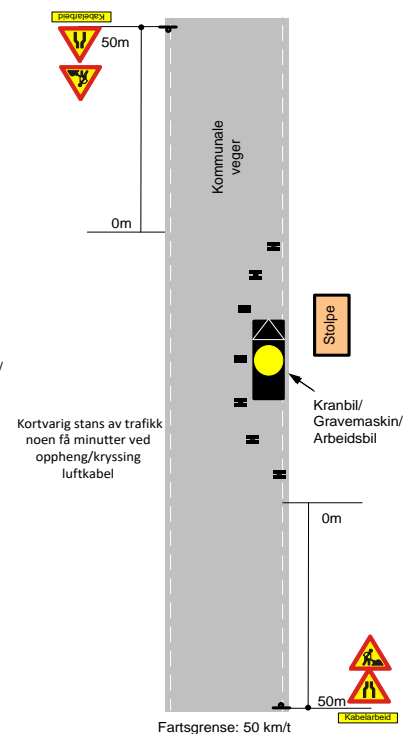 Kabelarbeid
50m
Kommunale
veger
0m
Stolpe
/
Kranbil/
Gravemaskin/
Arbeidsbil
Kortvarig stans av trafikk
noen få minutter ved
oppheng/kryssing
luftkabel
0m
50m
Kabelarbeid
Fartsgrense: 50 km/t